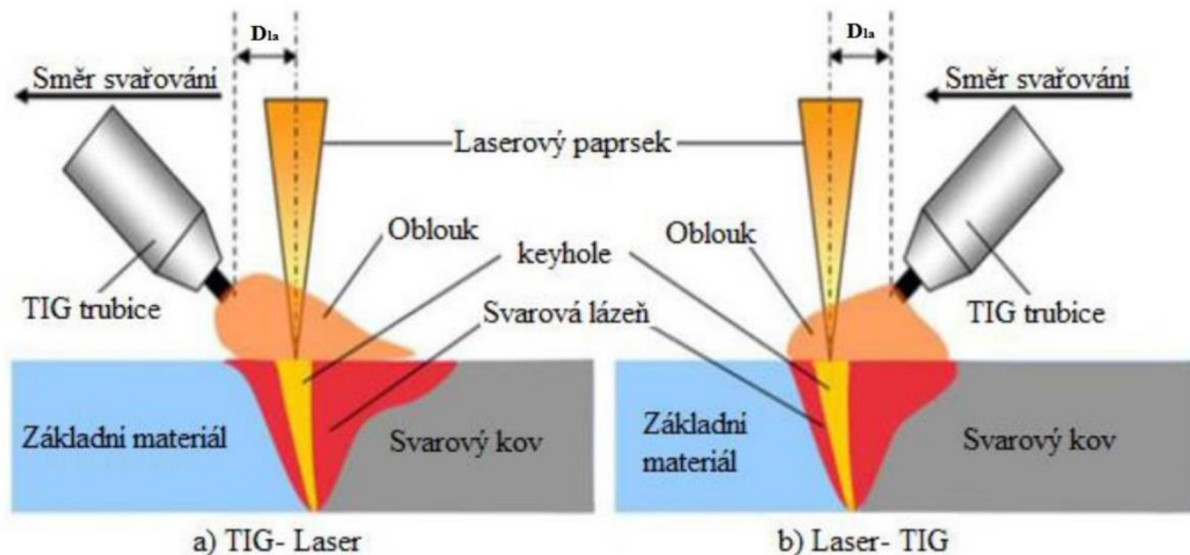 Dla
Dla
Směr svařování
Směr svařování
Laserový paprsek
Oblouk
Oblouk
keyhole
TIG trubice
TIG trubice
Svarová lázeň
Základní materiál
Svarový kov
Základní
materiál
Svarový kov
a) TIG- Laser
b) Laser- TIG